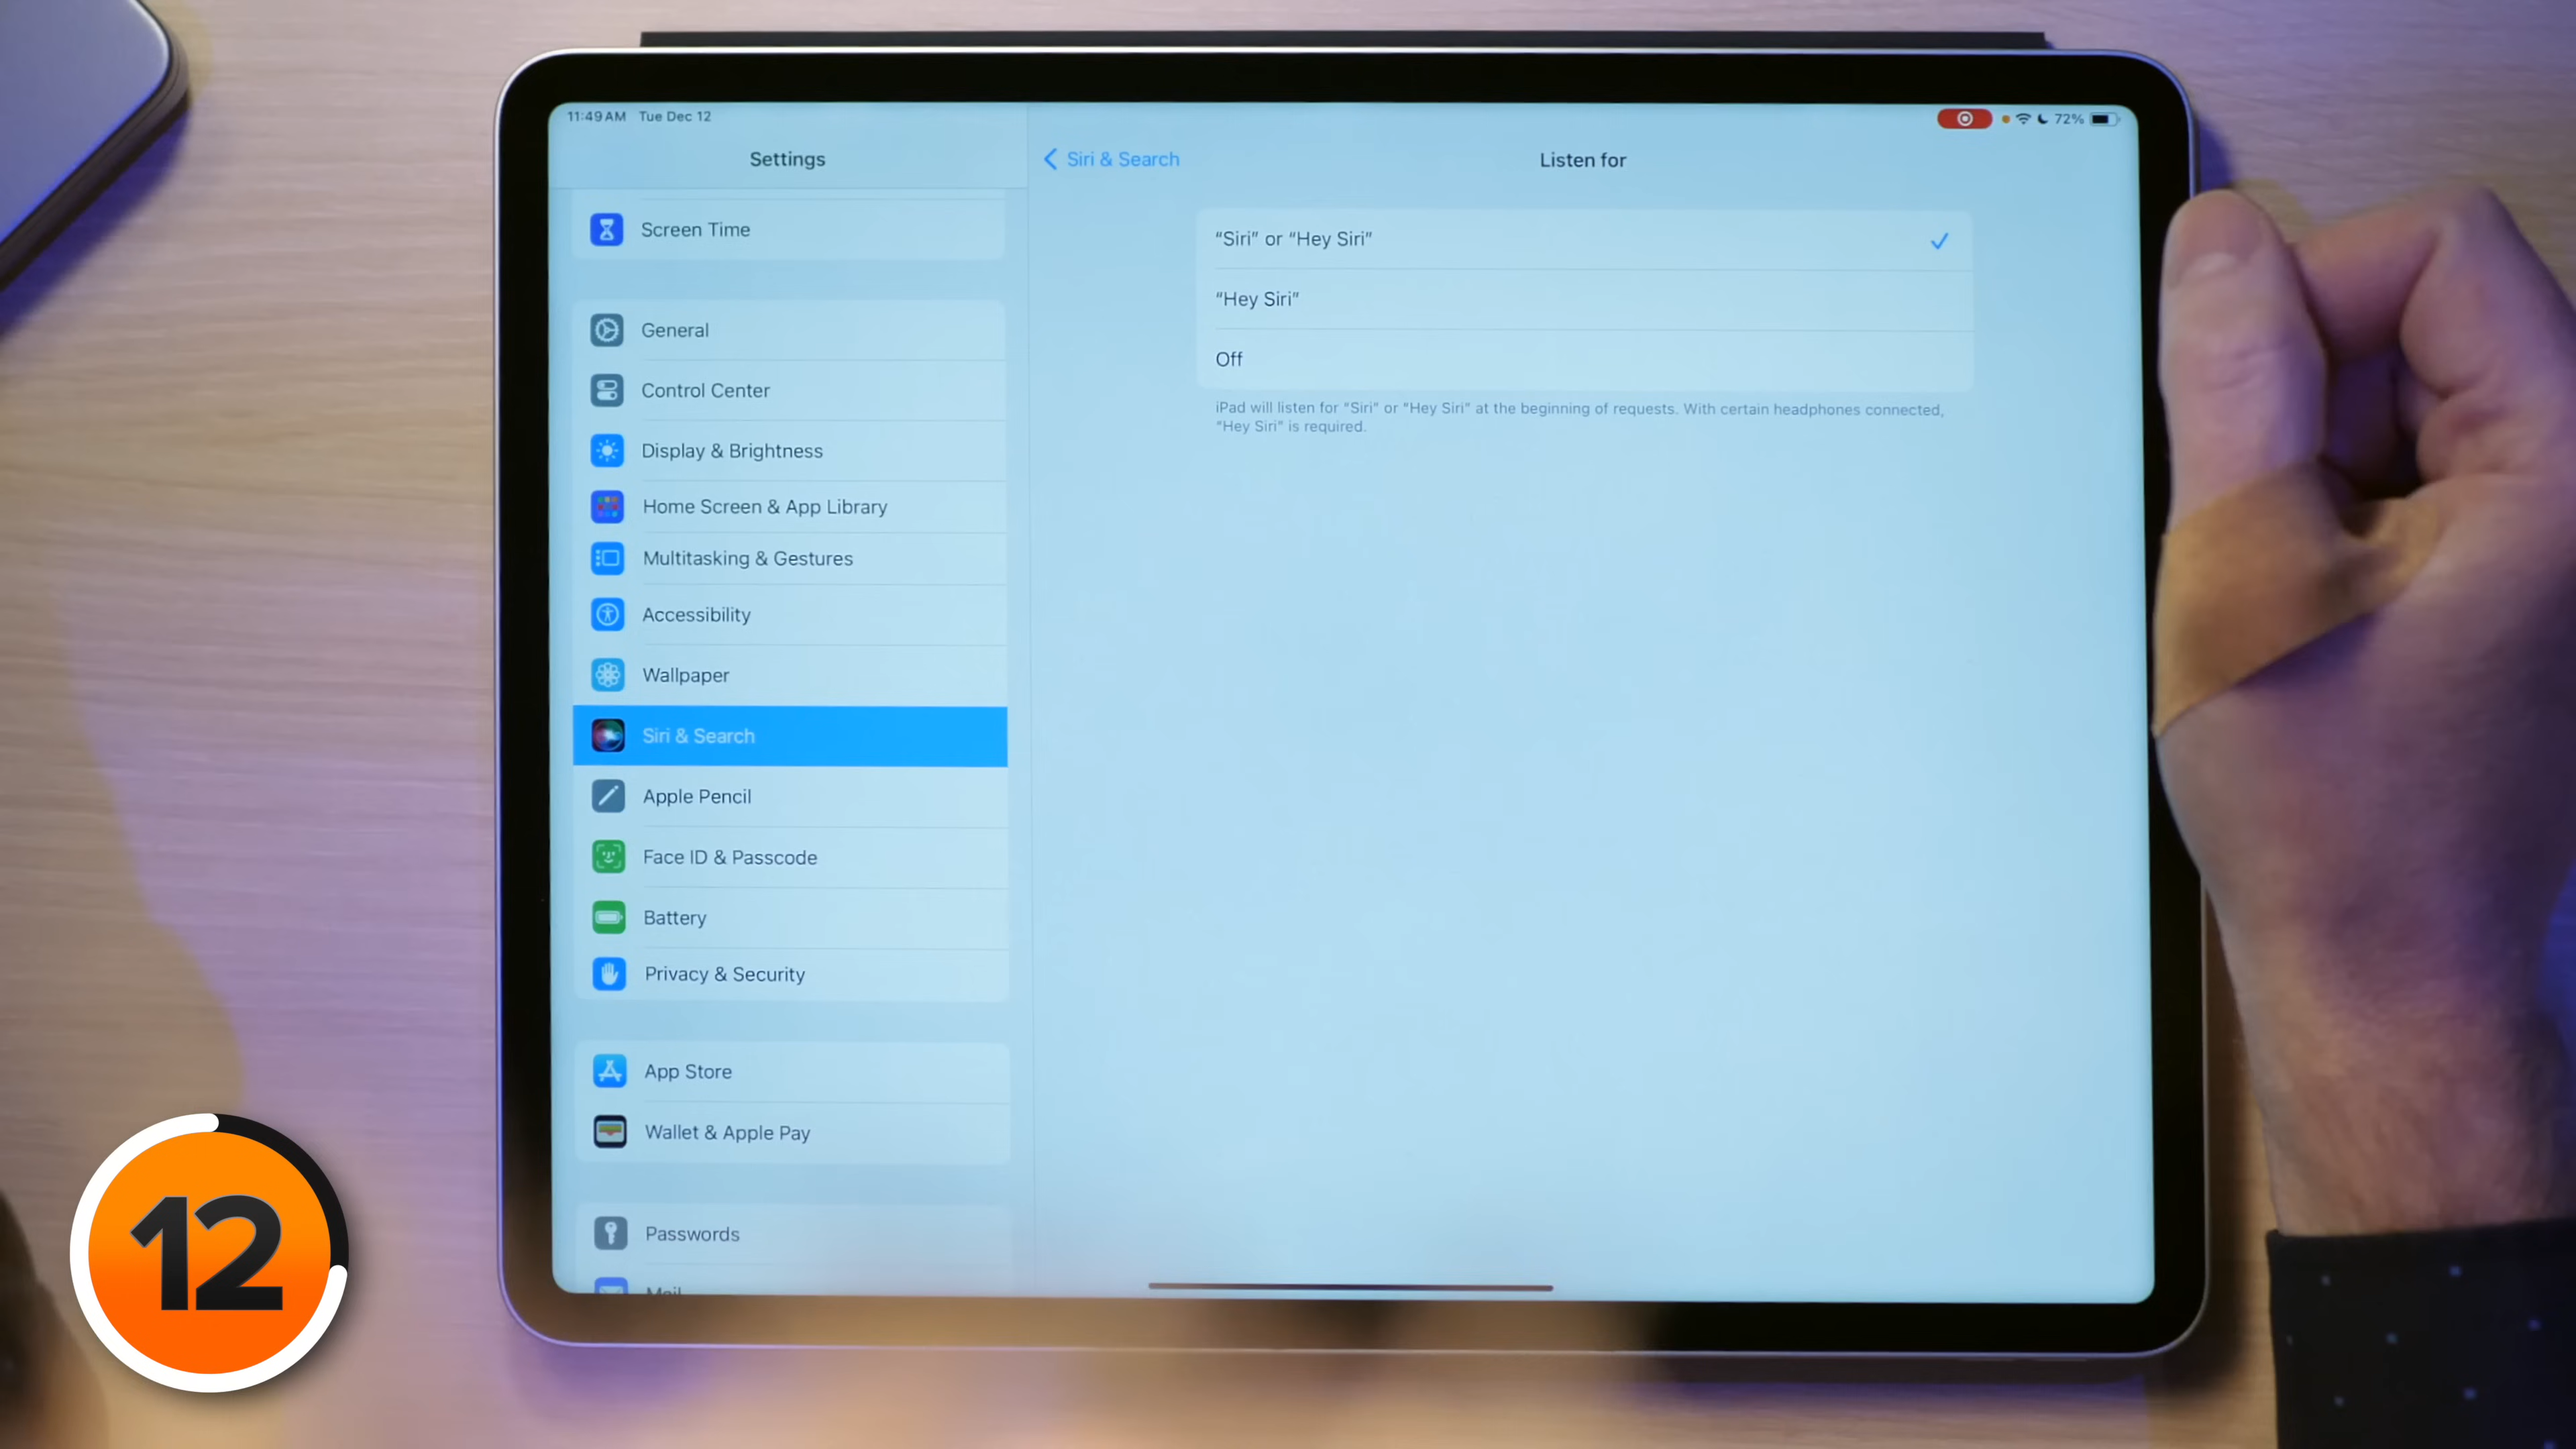 11:49 AM Tue Dec 12
72%
Settings
Siri & Search
Listen for
Screen Time
General
Control Center
Display & Brightness
Home Screen & App Library
Multitasking & Gestures
Accessibility
Wallpaper
Siri & Search
Apple Pencil
Face ID & Passcode
Battery
Privacy & Security
App Store
Wallet & Apple Pay
Passwords
Mail
“Siri” or “Hey Siri”
“Hey Siri”
Off
iPad will listen for “Siri” or “Hey Siri” at the beginning of requests. With certain headphones connected,
“Hey Siri” is required.
12